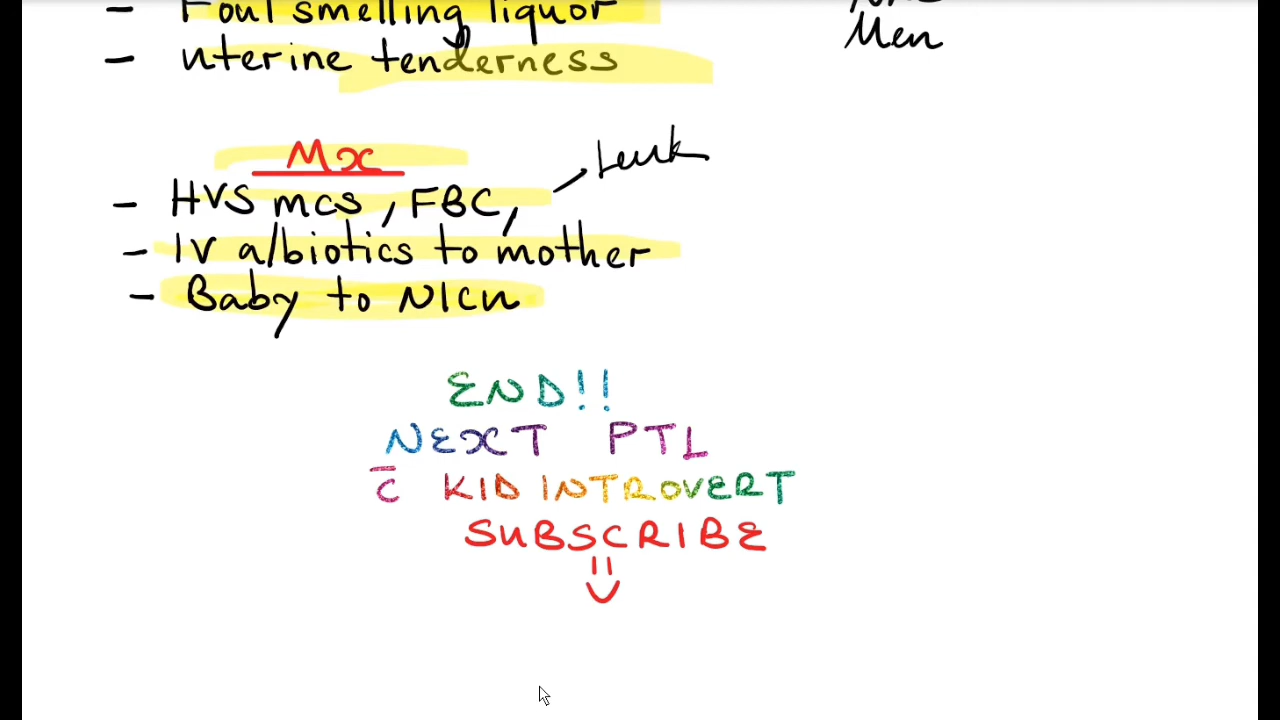 - Foul smelling liquor
- Uterine tenderness
Men
Mx
- HVS mcs, FBC,
- IV a/biotics to mother
- Baby to NICU
END!!
NEXT PTL
c̄ KID INTROVERT
SUBSCRIBE